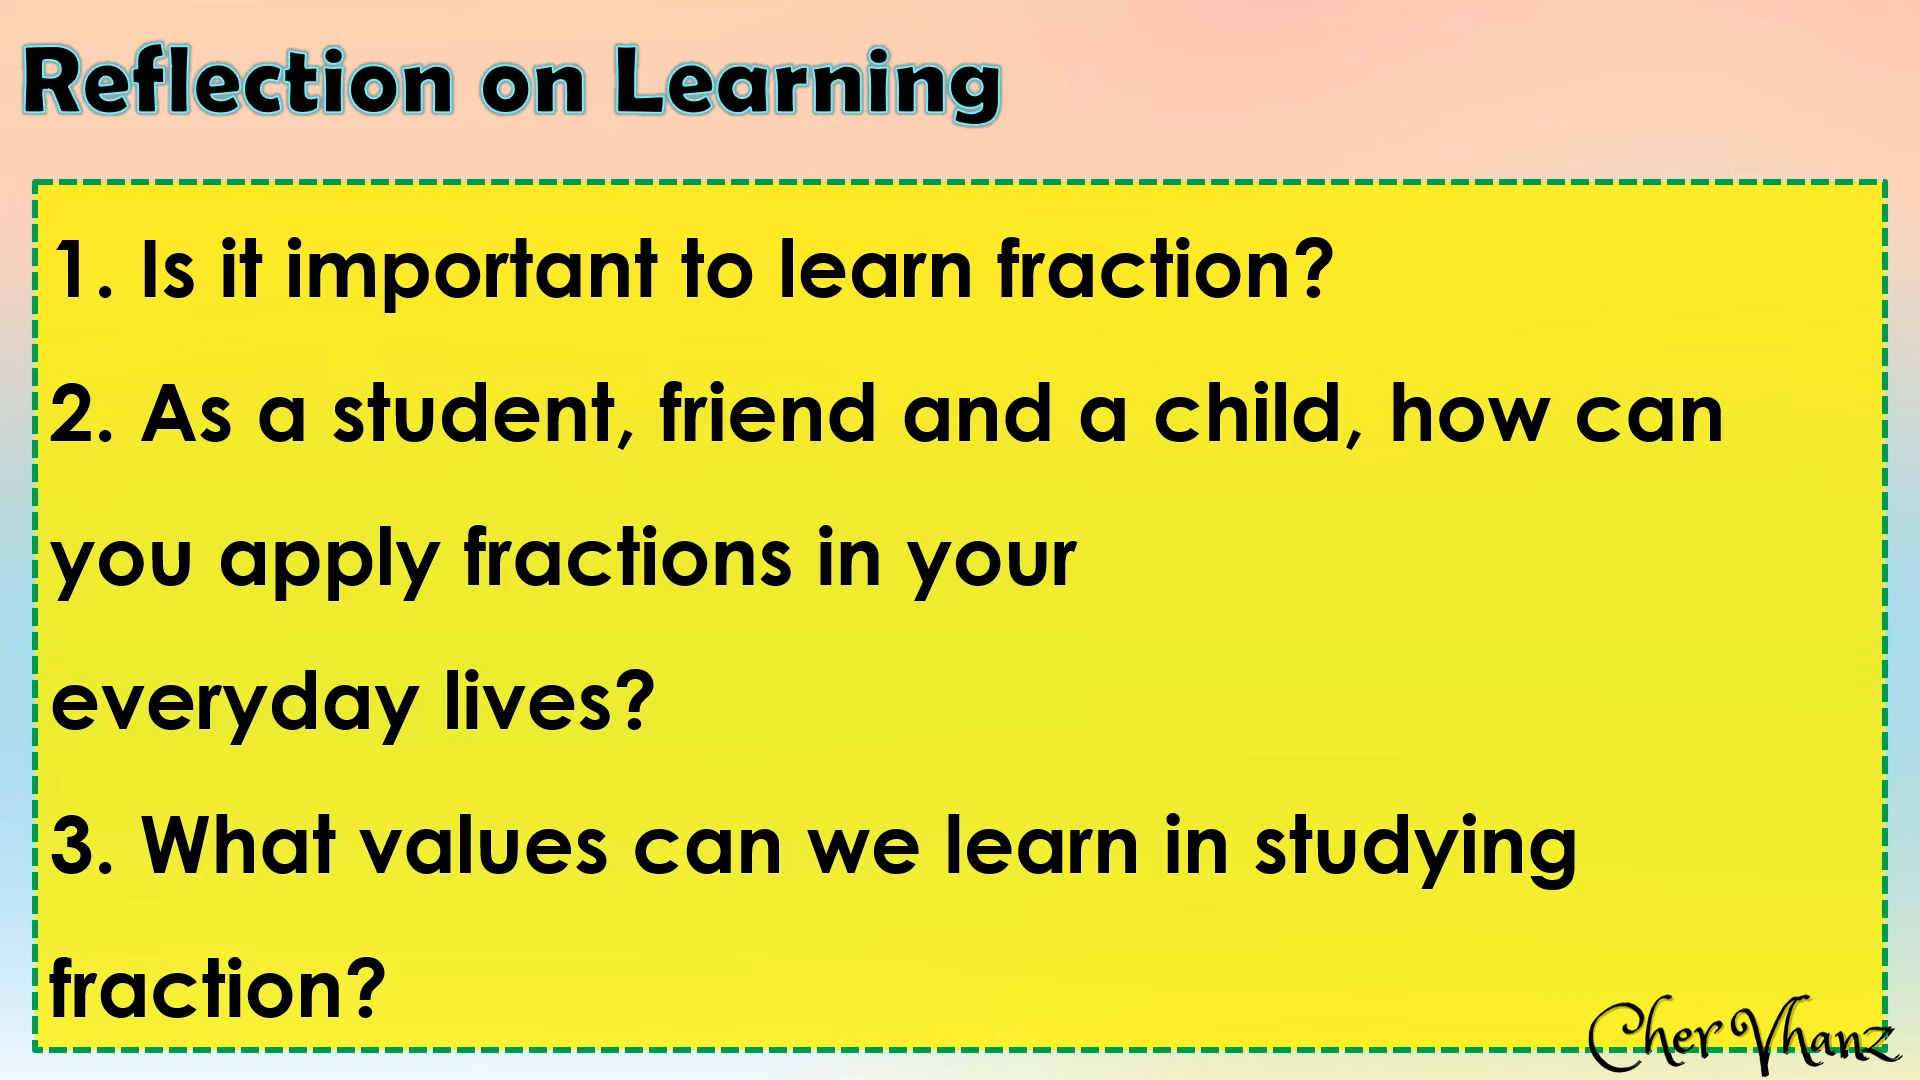 Reflection on Learning
1. Is it important to learn fraction?
2. As a student, friend and a child, how can
you apply fractions in your
everyday lives?
3. What values can we learn in studying
fraction?
Cher Vhanz